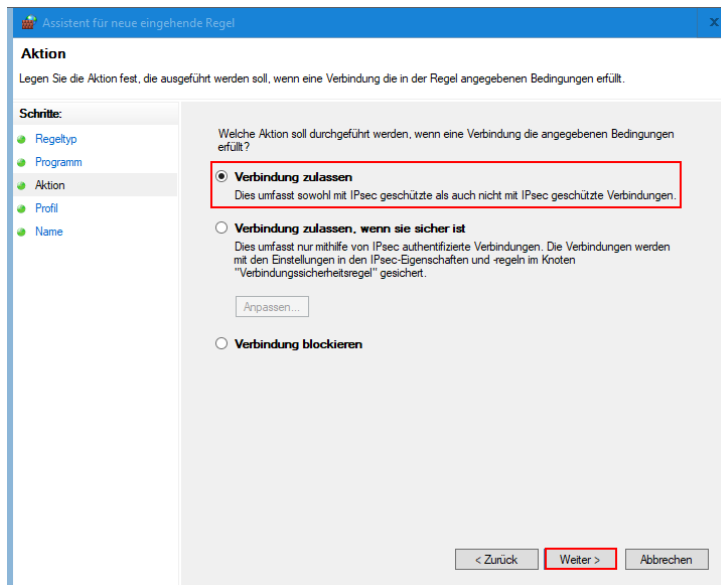 Assistent für neue eingehende Regel
Aktion
Legen Sie die Aktion fest, die ausgeführt werden soll, wenn eine Verbindung die in der Regel angegebenen Bedingungen erfüllt.
Schritte:
Regeltyp
Programm
Aktion
Profil
Name
Welche Aktion soll durchgeführt werden, wenn eine Verbindung die angegebenen Bedingungen
erfüllt?
Verbindung zulassen
Dies umfasst sowohl mit IPsec geschützte als auch nicht mit IPsec geschützte Verbindungen.
Verbindung zulassen, wenn sie sicher ist
Dies umfasst nur mithilfe von IPsec authentifizierte Verbindungen. Die Verbindungen werden
mit den Einstellungen in den IPsec-Eigenschaften und -regeln im Knoten
"Verbindungssicherheitsregel" gesichert.
Anpassen...
Verbindung blockieren
< Zurück Weiter > Abbrechen